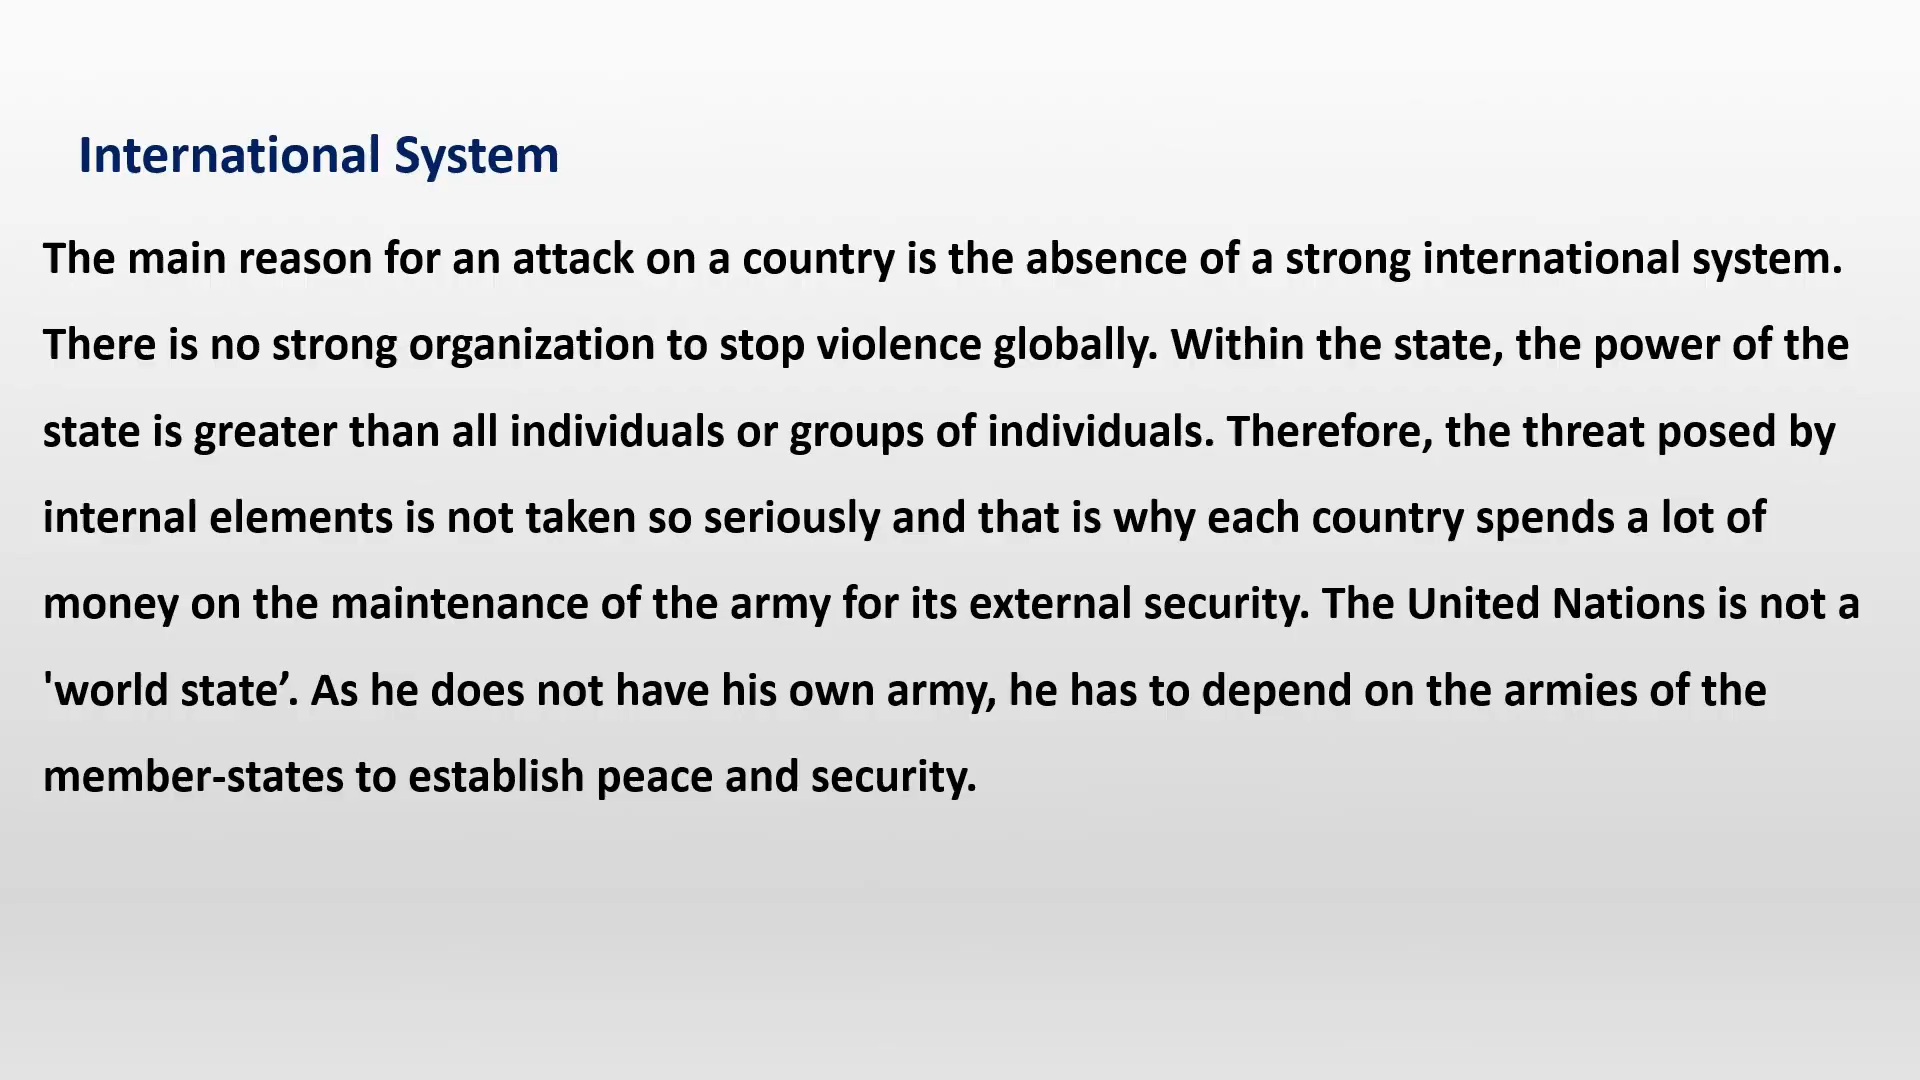 International System
The main reason for an attack on a country is the absence of a strong international system.
There is no strong organization to stop violence globally. Within the state, the power of the
state is greater than all individuals or groups of individuals. Therefore, the threat posed by
internal elements is not taken so seriously and that is why each country spends a lot of
money on the maintenance of the army for its external security. The United Nations is not a
'world state’. As he does not have his own army, he has to depend on the armies of the
member-states to establish peace and security.